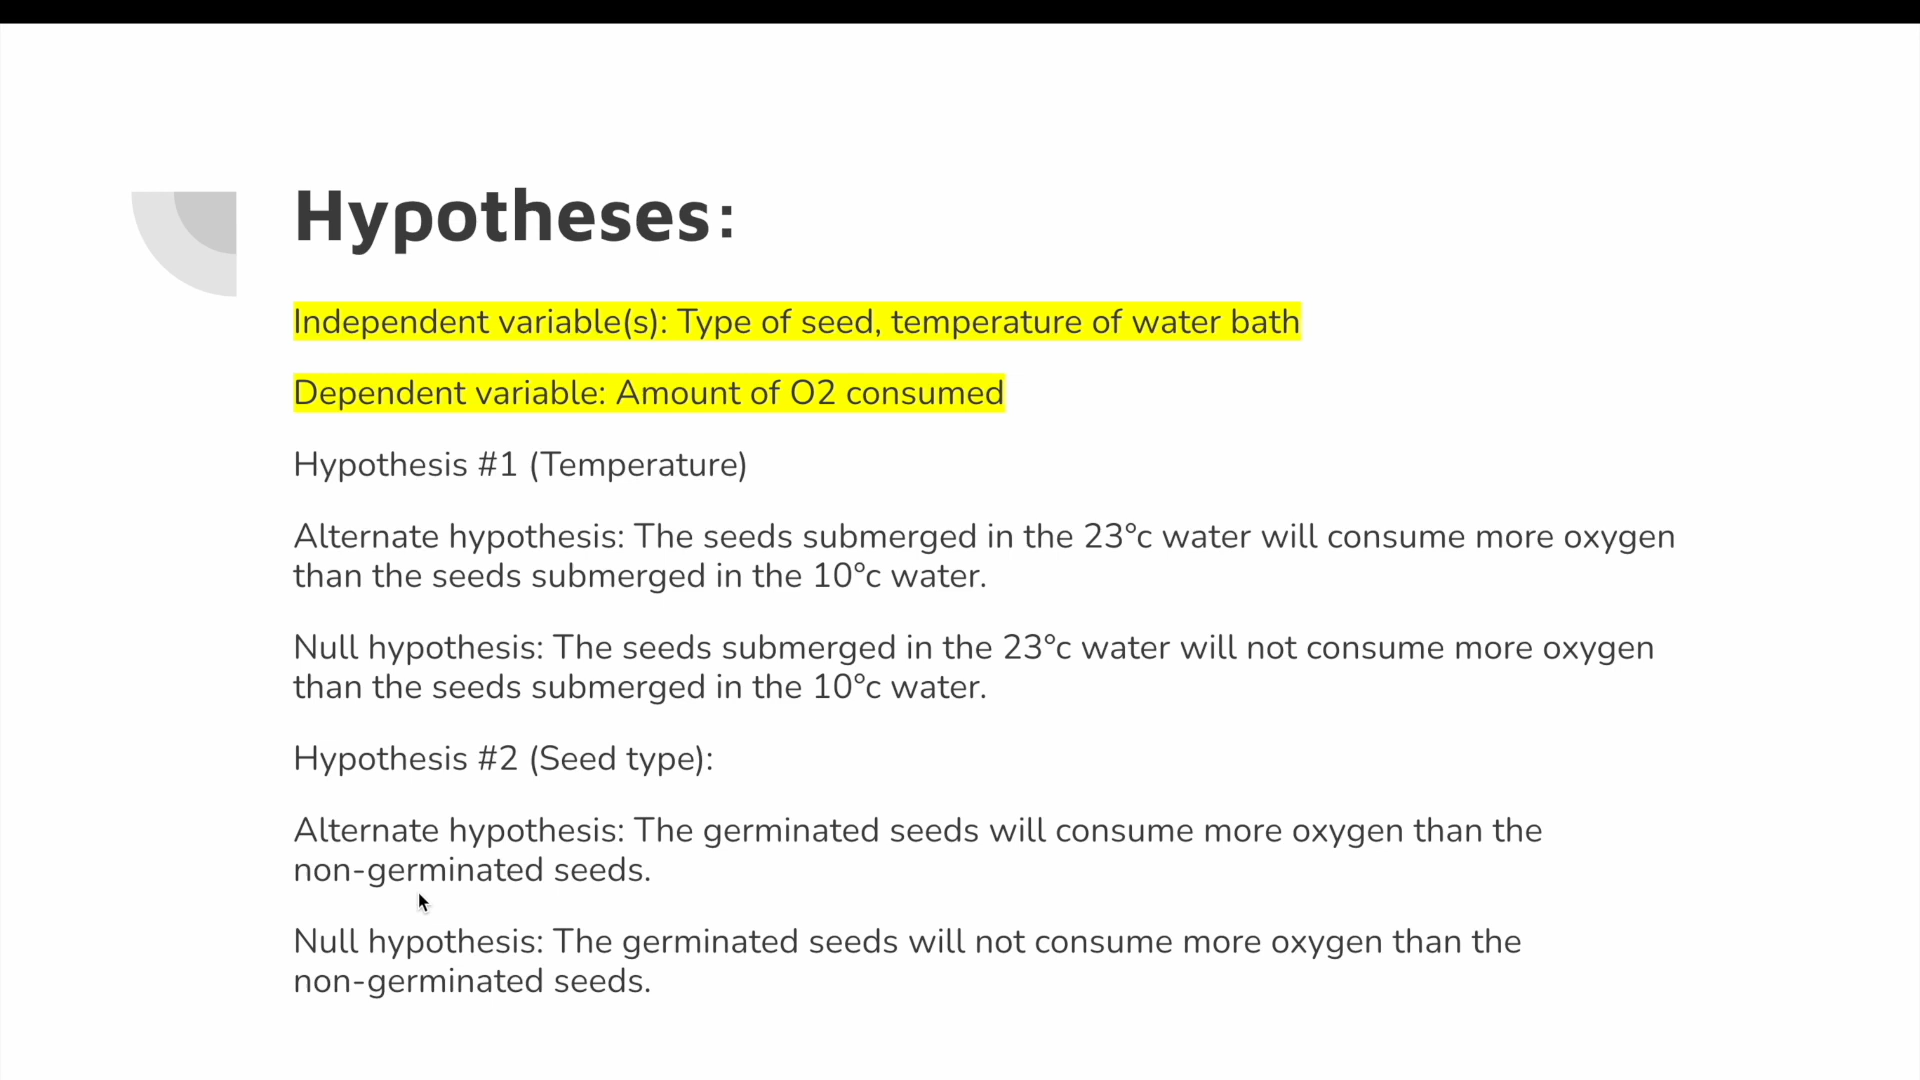 Hypotheses:
Independent variable(s): Type of seed, temperature of water bath
Dependent variable: Amount of O2 consumed
Hypothesis #1 (Temperature)
Alternate hypothesis: The seeds submerged in the 23°c water will consume more oxygen
than the seeds submerged in the 10°c water.
Null hypothesis: The seeds submerged in the 23°c water will not consume more oxygen
than the seeds submerged in the 10°c water.
Hypothesis #2 (Seed type):
Alternate hypothesis: The germinated seeds will consume more oxygen than the
non-germinated seeds.
Null hypothesis: The germinated seeds will not consume more oxygen than the
non-germinated seeds.